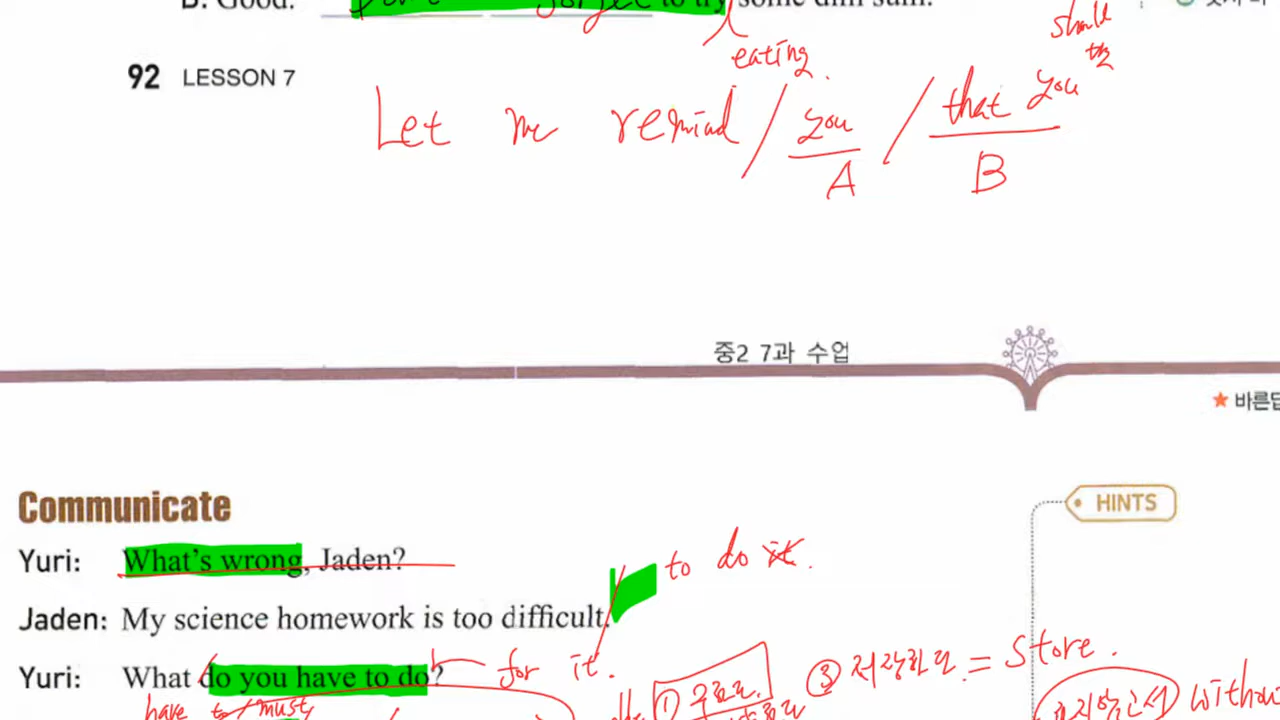 B: Good. to try some dim sum.
eating
should
92 LESSON 7
Let me remind / you / that you
A B
중2 7과 수업
★ 바른답
Communicate
HINTS
Yuri: What's wrong, Jaden?
to do it.
Jaden: My science homework is too difficult.
Yuri: What do you have to do?
for it.
③ 저장하다. = Store.
have to/must
without